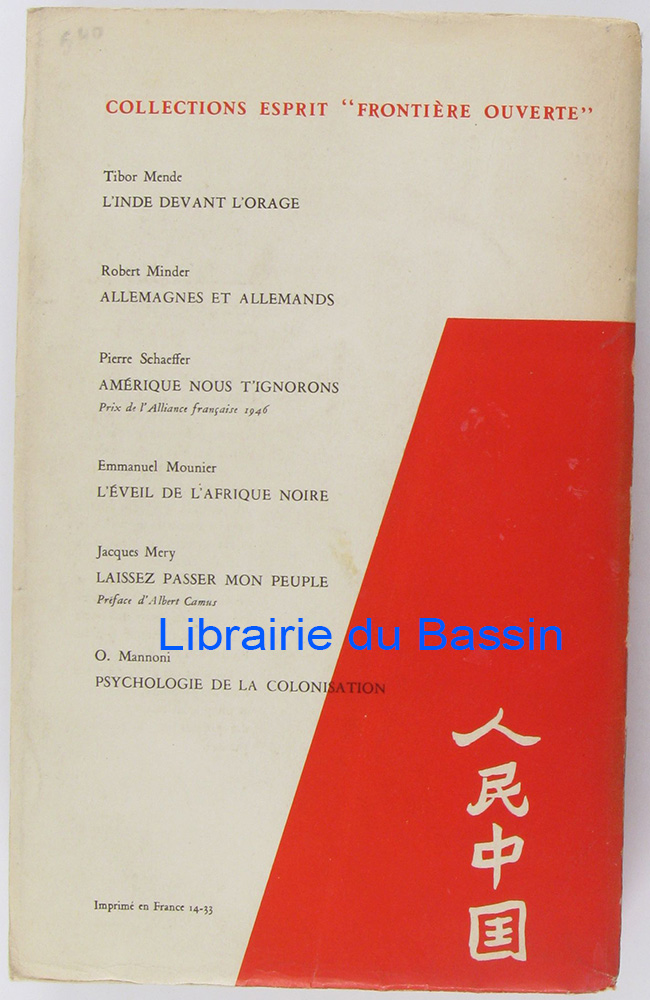 540
COLLECTIONS ESPRIT “FRONTIÈRE OUVERTE”
Tibor Mende
L'INDE DEVANT L'ORAGE
Robert Minder
ALLEMAGNES ET ALLEMANDS
Pierre Schaeffer
AMÉRIQUE NOUS T'IGNORONS
Prix de l'Alliance française 1946
Emmanuel Mounier
L'ÉVEIL DE L'AFRIQUE NOIRE
Jacques Mery
LAISSEZ PASSER MON PEUPLE
Préface d'Albert Camus
Librairie du Bassin
O. Mannoni
PSYCHOLOGIE DE LA COLONISATION
人民中国
Imprimé en France 14-33